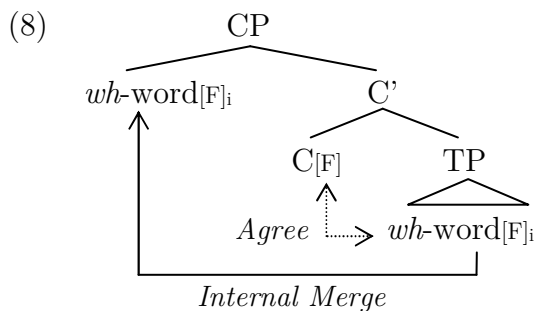 (8) CP
wh-word[F]i C'
C[F] TP
Agree wh-word[F]i
Internal Merge